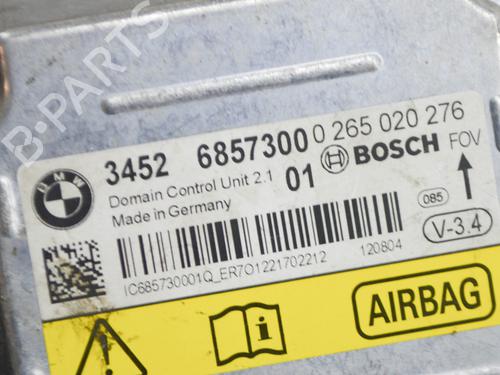 B-PARTS
BMW
3452 6857300 0 265 020 276
Domain Control Unit 2.1 01 BOSCH FOV
Made in Germany
085
V-3.4
IC685730001Q_ER7O1221702212 120804
AIRBAG